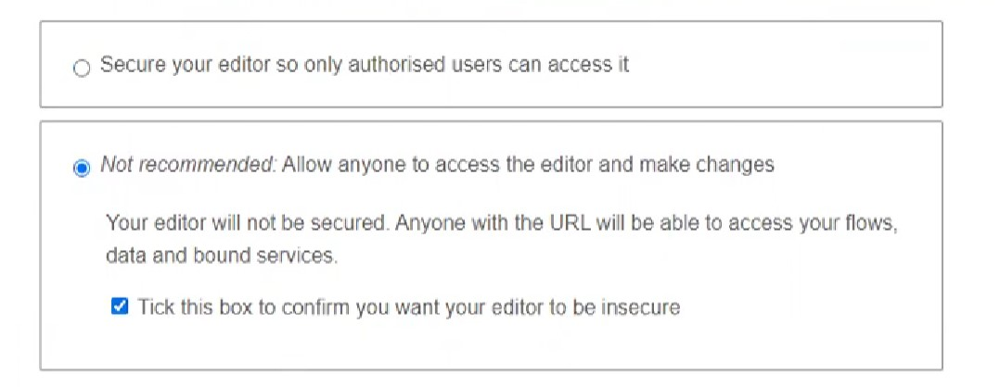 Secure your editor so only authorised users can access it
Not recommended: Allow anyone to access the editor and make changes
Your editor will not be secured. Anyone with the URL will be able to access your flows,
data and bound services.
Tick this box to confirm you want your editor to be insecure